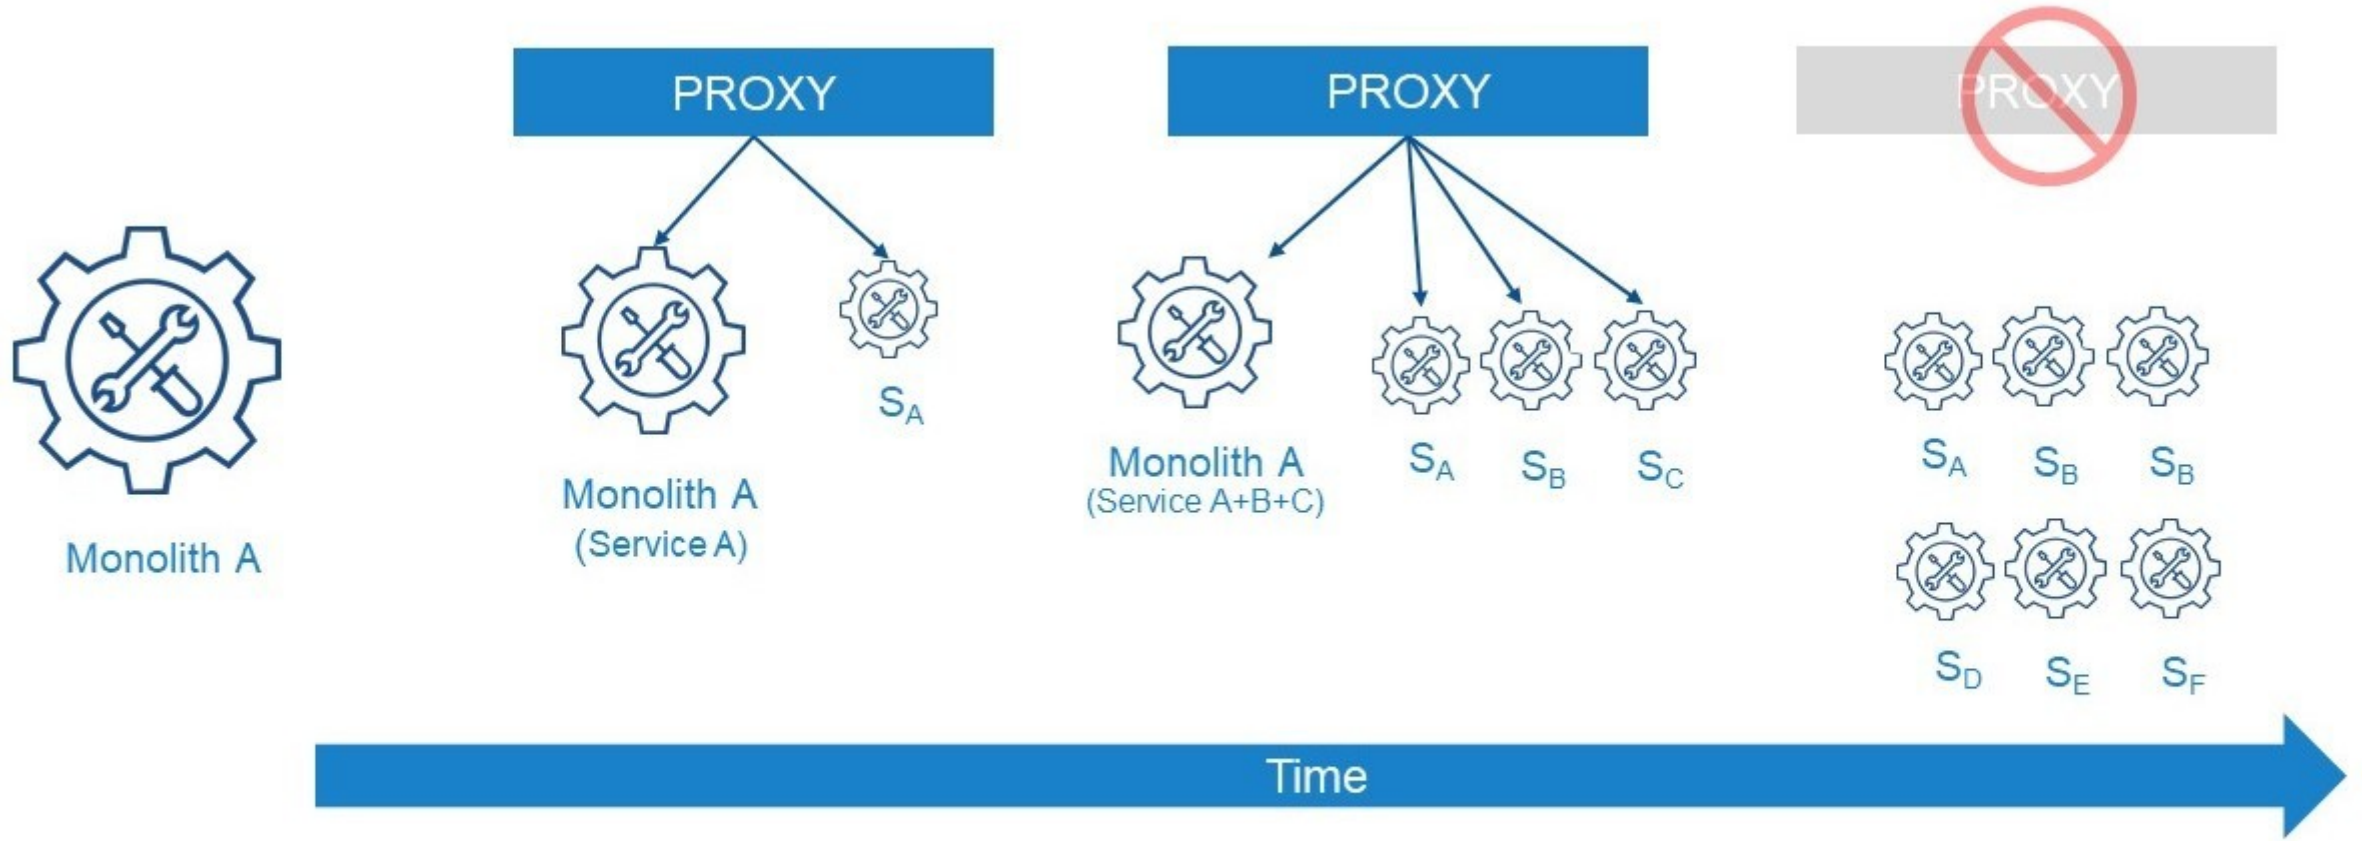 PROXY
PROXY
PROXY
Monolith A
Monolith A
(Service A)
SA
Monolith A
(Service A+B+C)
SA
SB
SC
SA
SB
SB
SD
SE
SF
Time